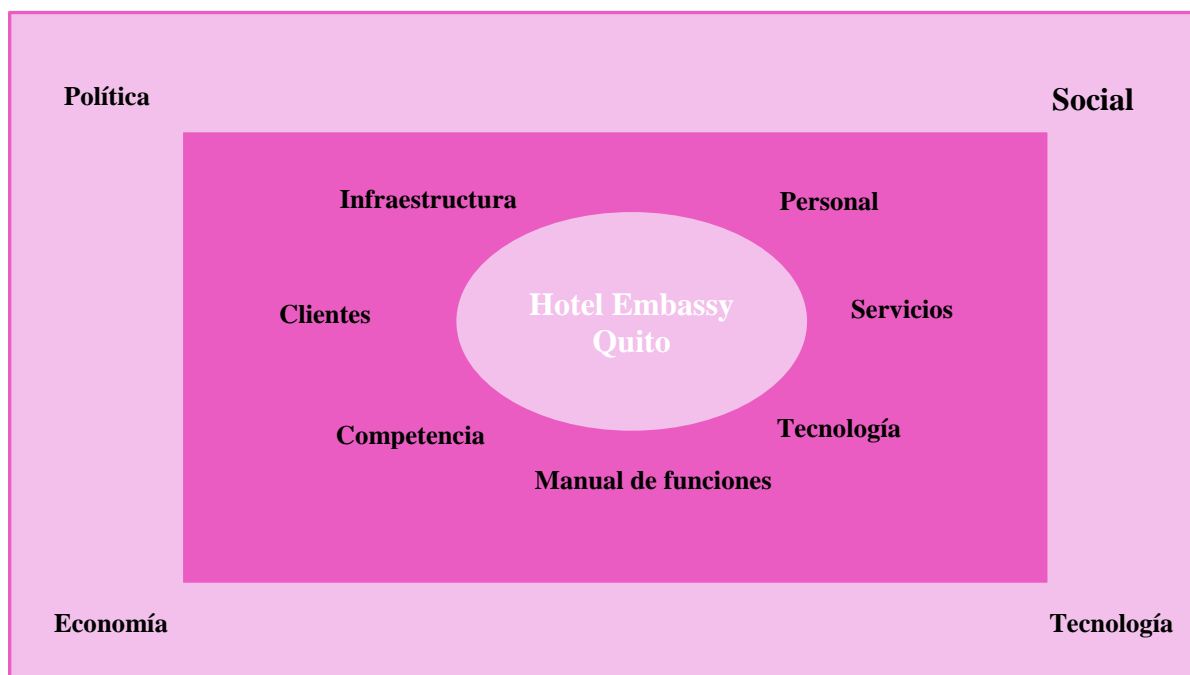 Política
Social
Infraestructura
Personal
Hotel Embassy
Quito
Clientes
Servicios
Competencia
Tecnología
Manual de funciones
Economía
Tecnología